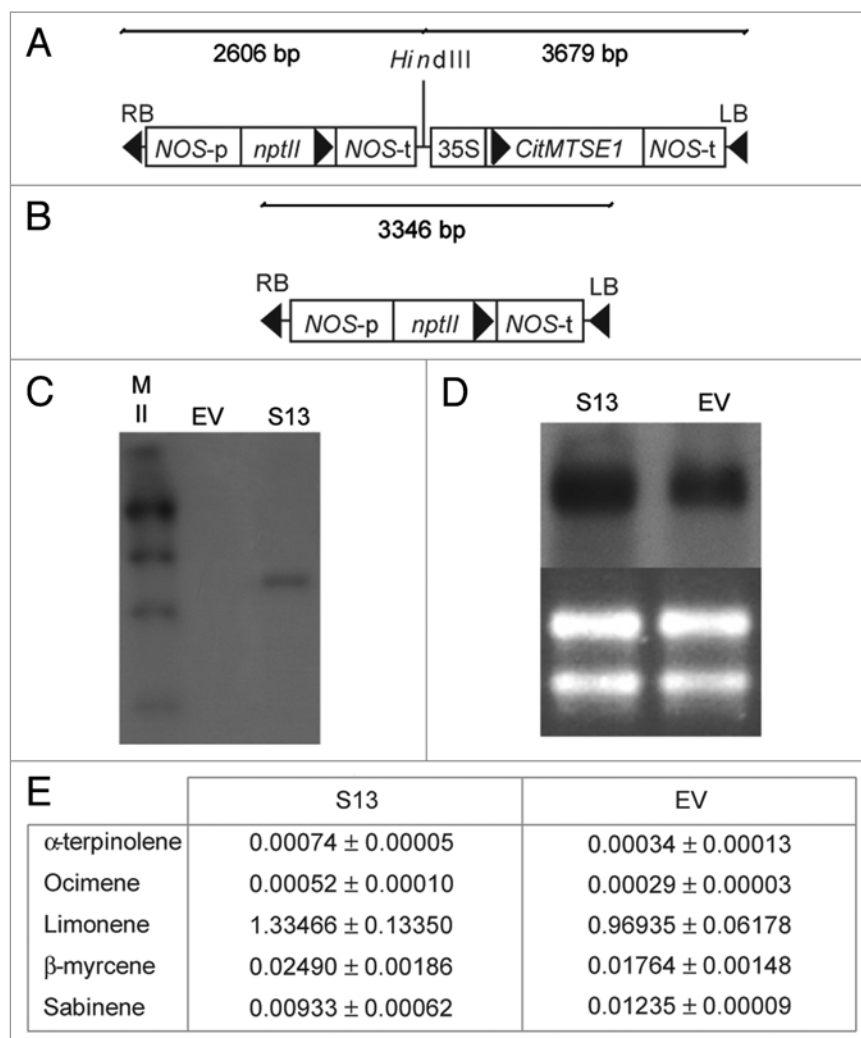 A
2606 bp 3679 bp
HindIII
RB LB
NOS-p nptII NOS-t 35S CitMTSE1 NOS-t
B
3346 bp
RB LB
NOS-p nptII NOS-t
C
M
II EV S13
D
S13 EV
E
S13 EV
α-terpinolene 0.00074 ± 0.00005 0.00034 ± 0.00013
Ocimene 0.00052 ± 0.00010 0.00029 ± 0.00003
Limonene 1.33466 ± 0.13350 0.96935 ± 0.06178
β-myrcene 0.02490 ± 0.00186 0.01764 ± 0.00148
Sabinene 0.00933 ± 0.00062 0.01235 ± 0.00009